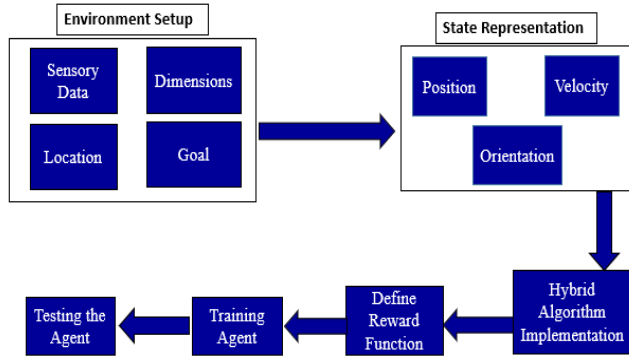 Environment Setup
Sensory
Data
Dimensions
Location
Goal
State Representation
Position
Velocity
Orientation
Hybrid
Algorithm
Implementation
Define
Reward
Function
Training
Agent
Testing the
Agent